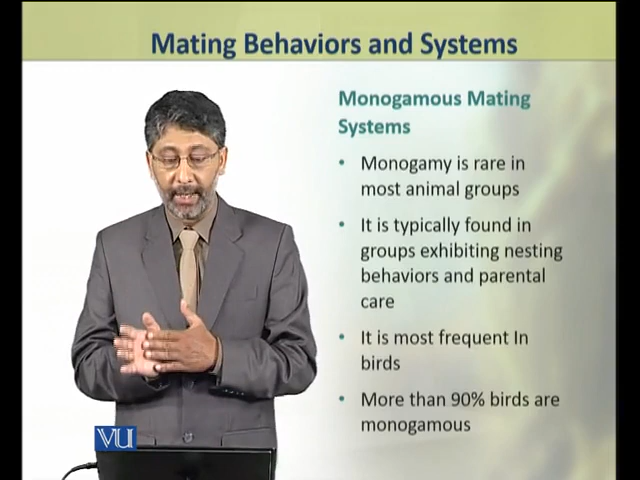 Mating Behaviors and Systems
Monogamous Mating
Systems
• Monogamy is rare in
most animal groups
• It is typically found in
groups exhibiting nesting
behaviors and parental
care
• It is most frequent In
birds
• More than 90% birds are
monogamous
VU